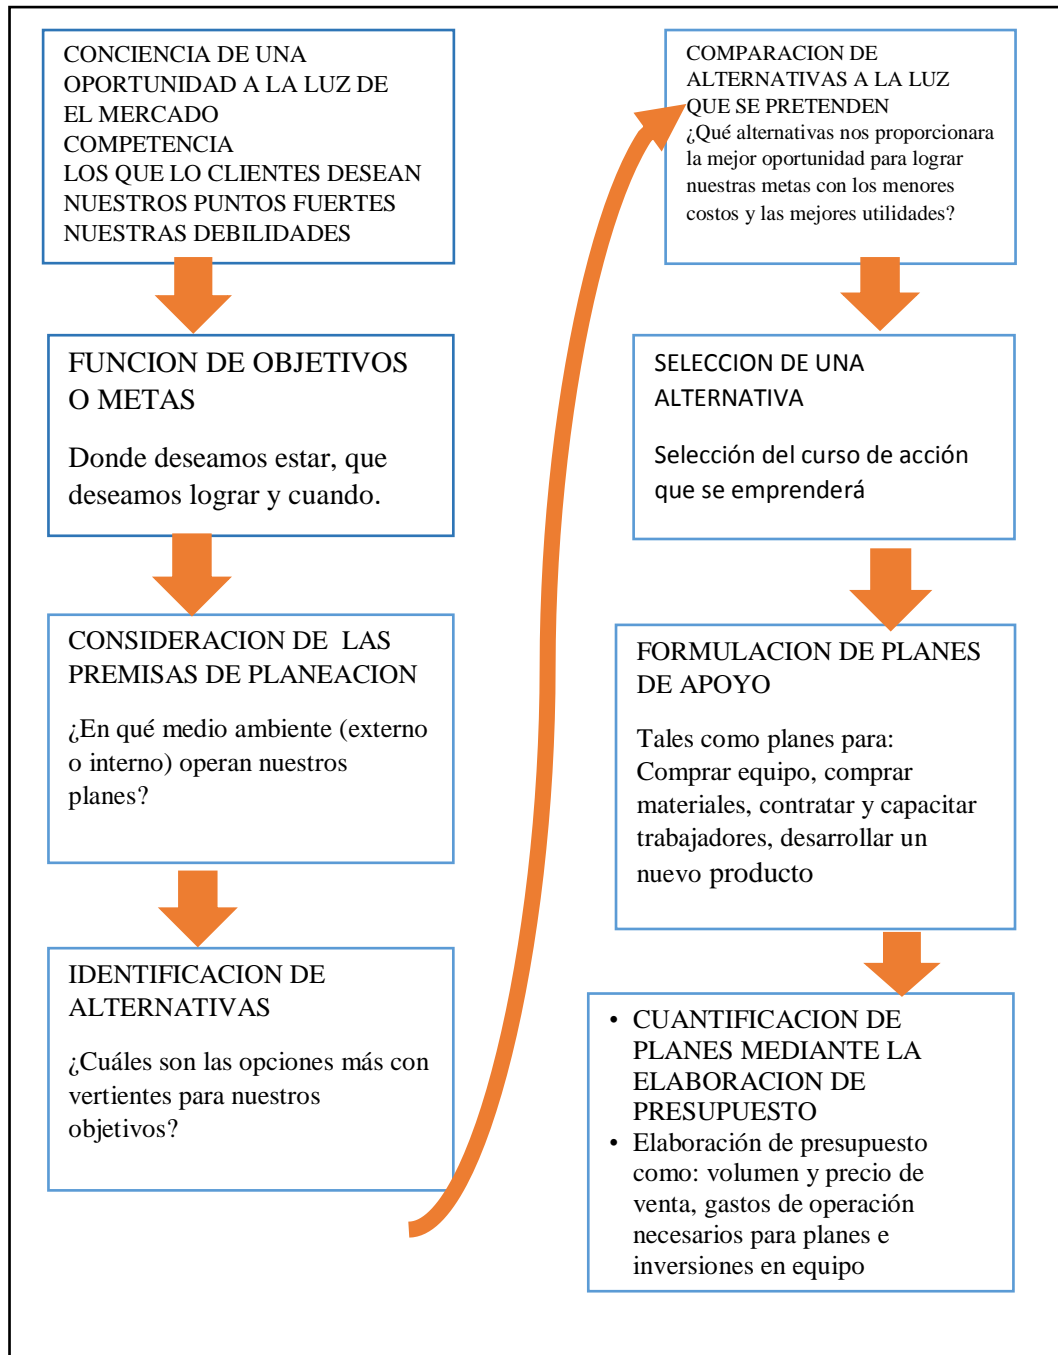 CONCIENCIA DE UNA
OPORTUNIDAD A LA LUZ DE
EL MERCADO
COMPETENCIA
LOS QUE LO CLIENTES DESEAN
NUESTROS PUNTOS FUERTES
NUESTRAS DEBILIDADES
FUNCION DE OBJETIVOS
O METAS
Donde deseamos estar, que
deseamos lograr y cuando.
CONSIDERACION DE LAS
PREMISAS DE PLANEACION
¿En qué medio ambiente (externo
o interno) operan nuestros
planes?
IDENTIFICACION DE
ALTERNATIVAS
¿Cuáles son las opciones más con
vertientes para nuestros
objetivos?
COMPARACION DE
ALTERNATIVAS A LA LUZ
QUE SE PRETENDEN
¿Qué alternativas nos proporcionara
la mejor oportunidad para lograr
nuestras metas con los menores
costos y las mejores utilidades?
SELECCION DE UNA
ALTERNATIVA
Selección del curso de acción
que se emprenderá
FORMULACION DE PLANES
DE APOYO
Tales como planes para:
Comprar equipo, comprar
materiales, contratar y capacitar
trabajadores, desarrollar un
nuevo producto
• CUANTIFICACION DE
PLANES MEDIANTE LA
ELABORACION DE
PRESUPUESTO
• Elaboración de presupuesto
como: volumen y precio de
venta, gastos de operación
necesarios para planes e
inversiones en equipo